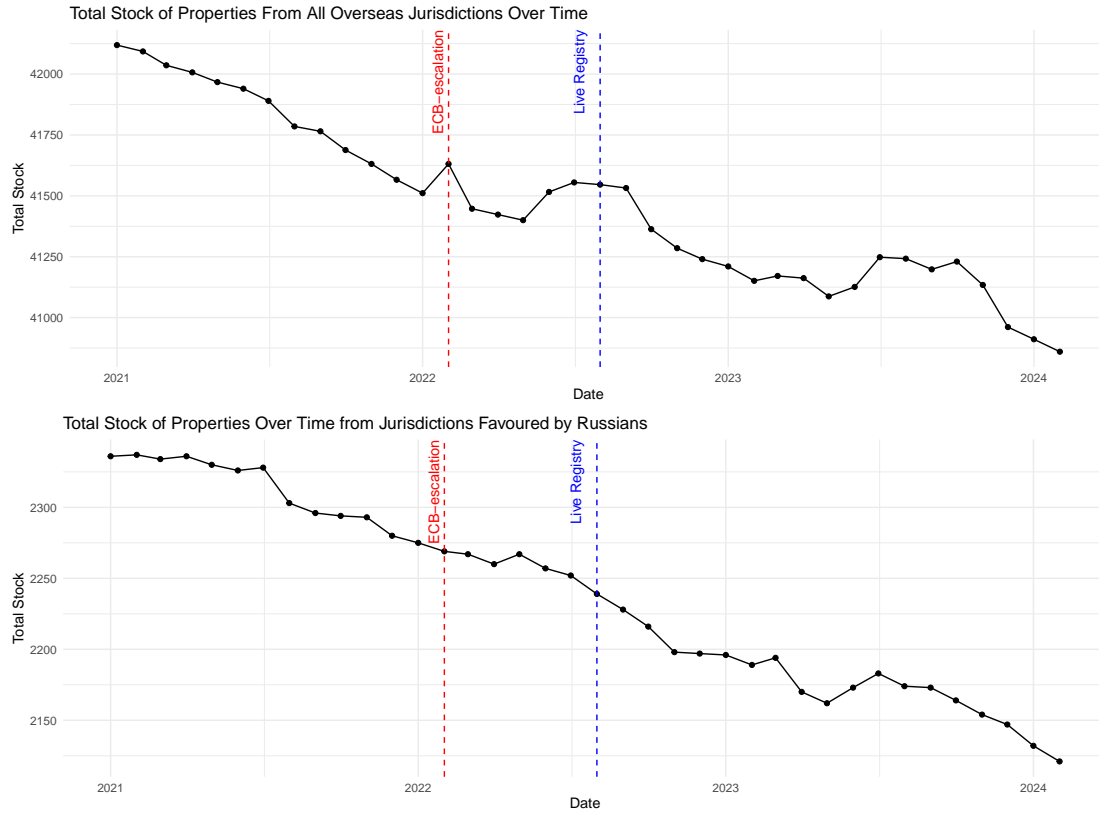 Total Stock of Properties From All Overseas Jurisdictions Over Time
Total Stock
42000
41750
41500
41250
41000
ECB−escalation
Live Registry
2021
2022
2023
2024
Date
Total Stock of Properties Over Time from Jurisdictions Favoured by Russians
Total Stock
2300
2250
2200
2150
ECB−escalation
Live Registry
2021
2022
2023
2024
Date